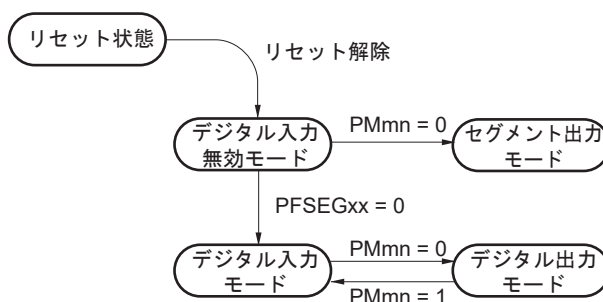 リセット状態
リセット解除
デジタル入力
無効モード
PMmn = 0
セグメント出力
モード
PFSEGxx = 0
デジタル入力
モード
PMmn = 0
PMmn = 1
デジタル出力
モード